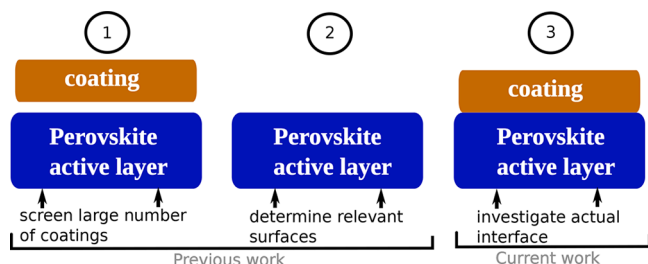 1
2
3
coating
coating
Perovskite
active layer
Perovskite
active layer
Perovskite
active layer
screen large number
of coatings
determine relevant
surfaces
investigate actual
interface
Previous work
Current work